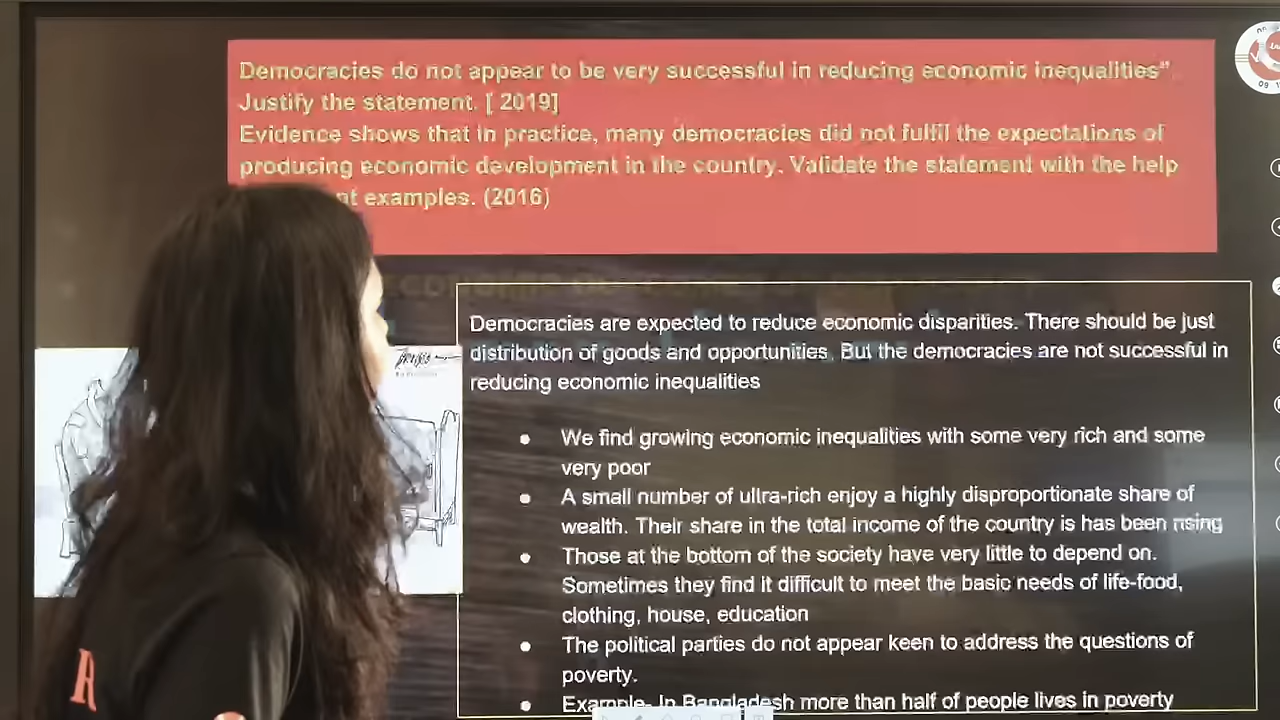 Democracies do not appear to be very successful in reducing economic inequalities”.
Justify the statement. [ 2019]
Evidence shows that in practice, many democracies did not fulfil the expectations of
producing economic development in the country. Validate the statement with the help
nt examples. (2016)
Democracies are expected to reduce economic disparities. There should be just
distribution of goods and opportunities. But the democracies are not successful in
reducing economic inequalities
• We find growing economic inequalities with some very rich and some
very poor
• A small number of ultra-rich enjoy a highly disproportionate share of
wealth. Their share in the total income of the country is has been rising
• Those at the bottom of the society have very little to depend on.
Sometimes they find it difficult to meet the basic needs of life-food,
clothing, house, education
• The political parties do not appear keen to address the questions of
poverty.
• Example- In Bangladesh more than half of people lives in poverty
R